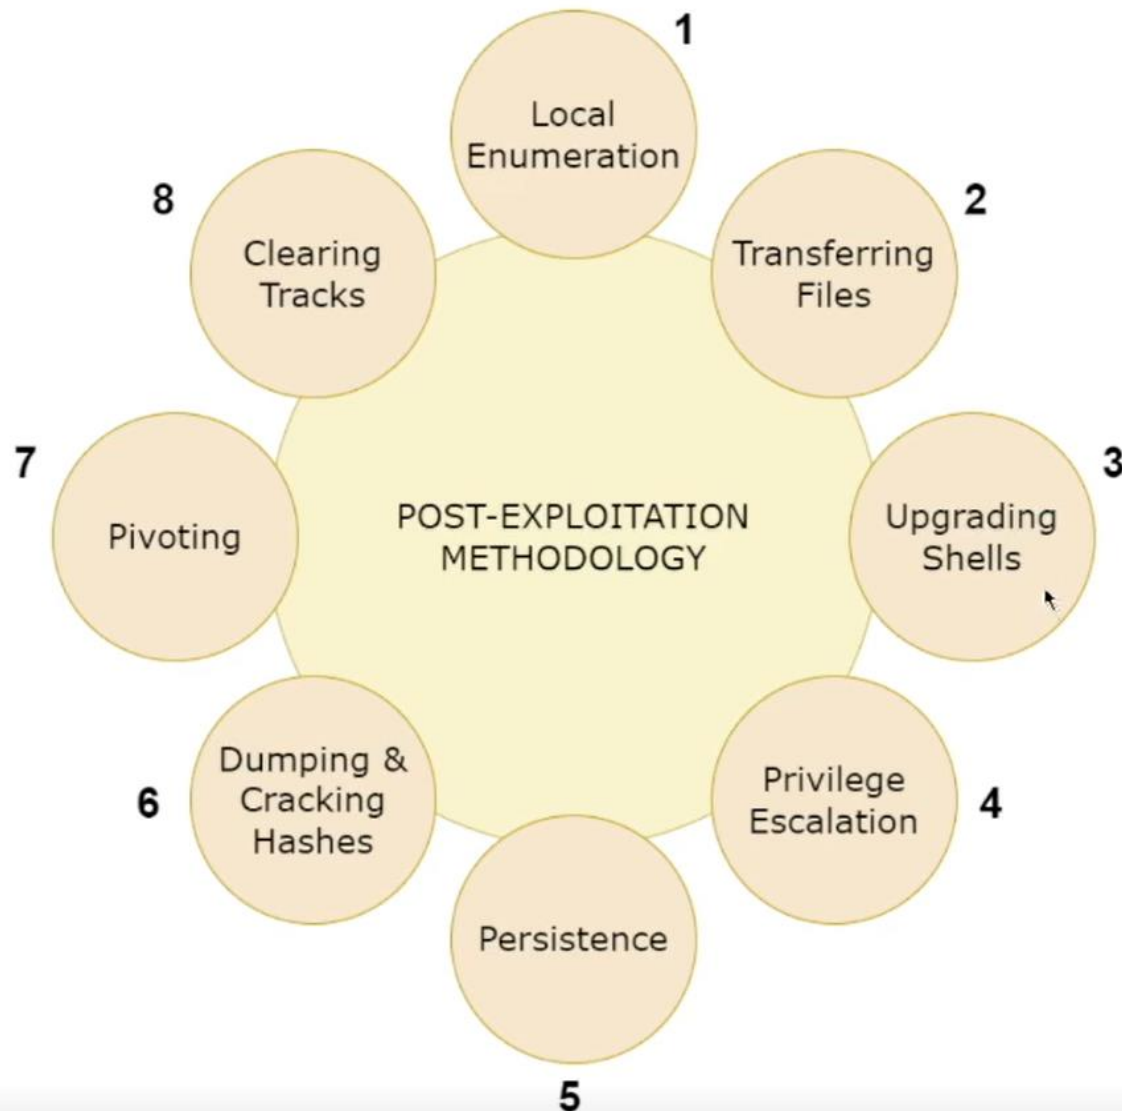 1
Local
Enumeration
2
Transferring
Files
3
Upgrading
Shells
4
Privilege
Escalation
5
Persistence
6
Dumping &
Cracking
Hashes
7
Pivoting
8
Clearing
Tracks
POST-EXPLOITATION
METHODOLOGY